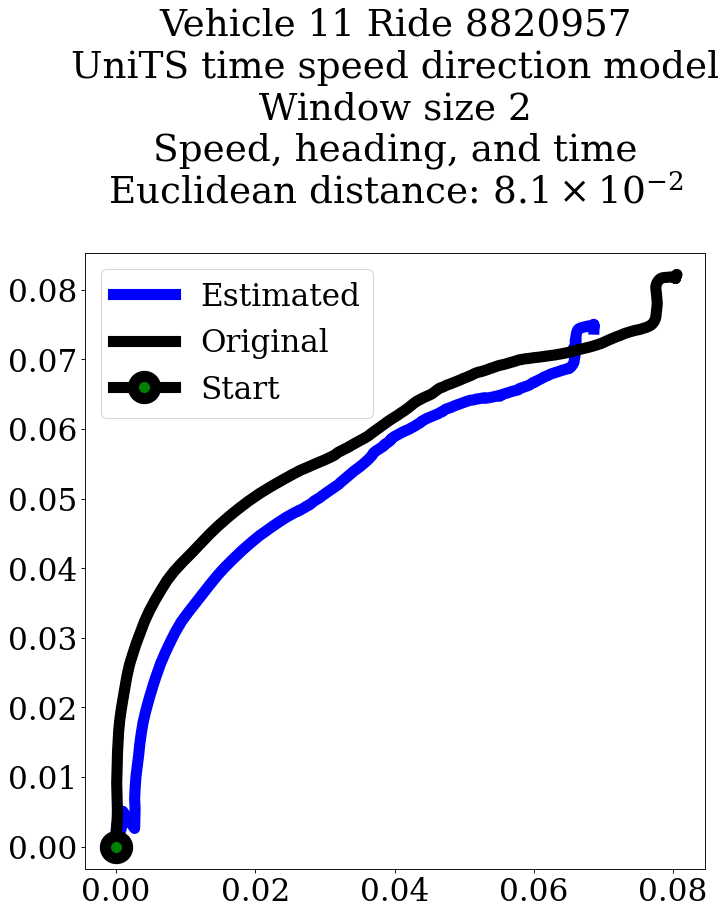 Vehicle 11 Ride 8820957
UniTS time speed direction model
Window size 2
Speed, heading, and time
Euclidean distance: 8.1 × 10⁻²
Estimated
Original
Start
0.08
0.07
0.06
0.05
0.04
0.03
0.02
0.01
0.00
0.00 0.02 0.04 0.06 0.08